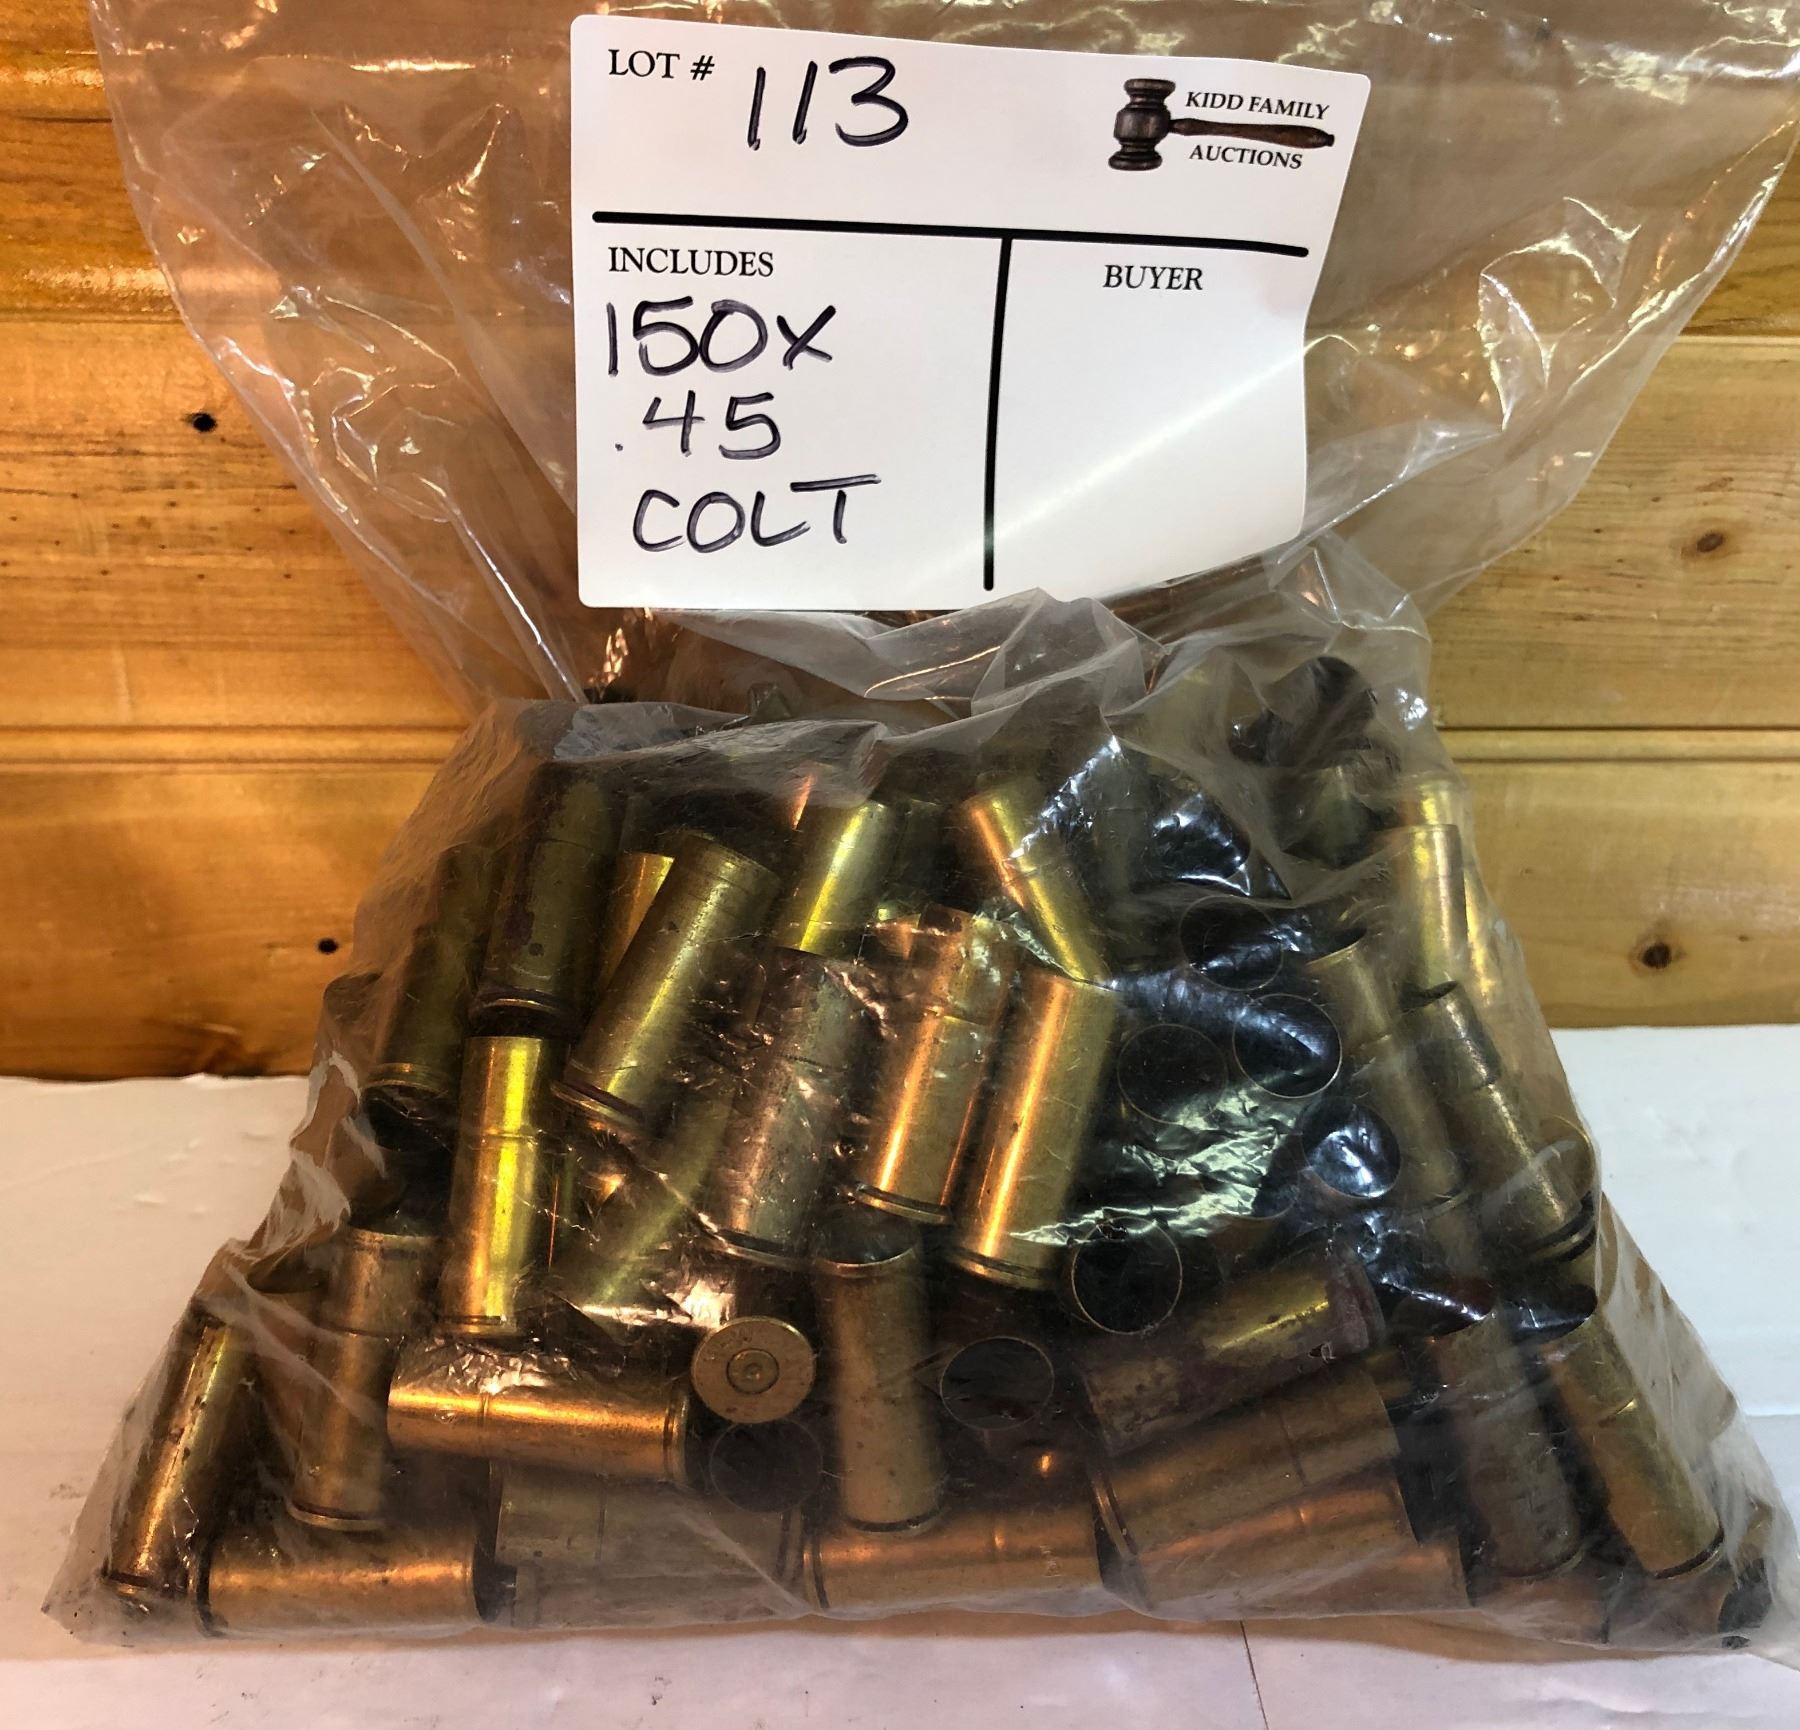 LOT # 113
KIDD FAMILY
AUCTIONS
INCLUDES
150X
.45
COLT
BUYER